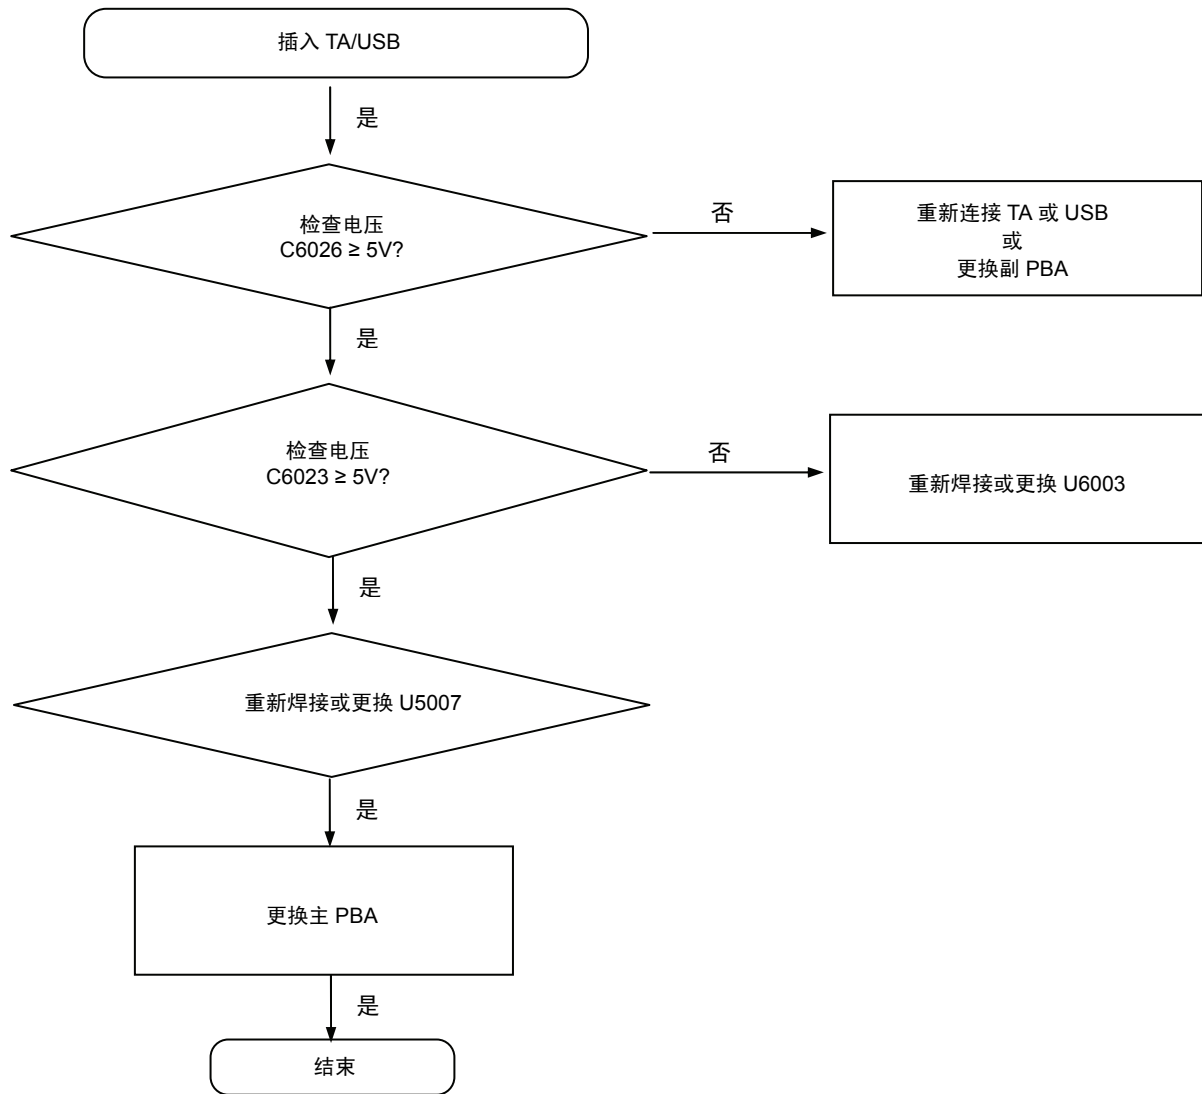 插入 TA/USB
是
检查电压
C6026 ≥ 5V?
否
重新连接 TA 或 USB
或
更换副 PBA
是
检查电压
C6023 ≥ 5V?
否
重新焊接或更换 U6003
是
重新焊接或更换 U5007
是
更换主 PBA
是
结束